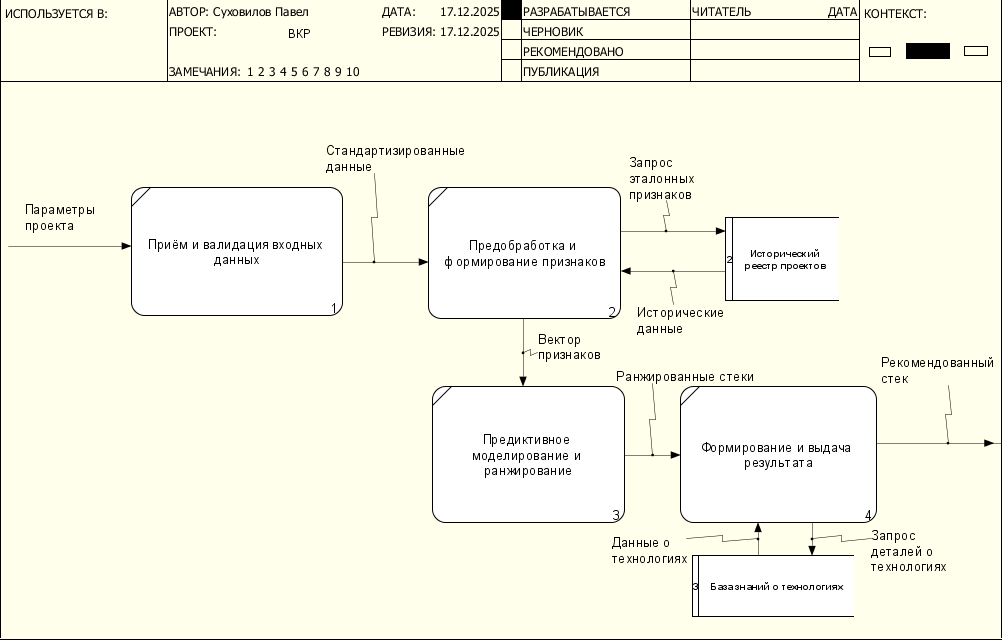 ИСПОЛЬЗУЕТСЯ В:
АВТОР: Суховилов Павел
ДАТА: 17.12.2025
ПРОЕКТ: ВКР
РЕВИЗИЯ: 17.12.2025
ЗАМЕЧАНИЯ: 1 2 3 4 5 6 7 8 9 10
РАЗРАБАТЫВАЕТСЯ
ЧЕРНОВИК
РЕКОМЕНДОВАНО
ПУБЛИКАЦИЯ
ЧИТАТЕЛЬ ДАТА
КОНТЕКСТ:
Параметры
проекта
Приём и валидация входных
данных
1
Стандартизированные
данные
Предобработка и
формирование признаков
2
Запрос
эталонных
признаков
2
Исторический
реестр проектов
Исторические
данные
Вектор
признаков
Предиктивное
моделирование и
ранжирование
3
Ранжированные стеки
Формирование и выдача
результата
4
Рекомендованный
стек
Данные о
технологиях
Запрос
деталей о
технологиях
3
База знаний о технологиях